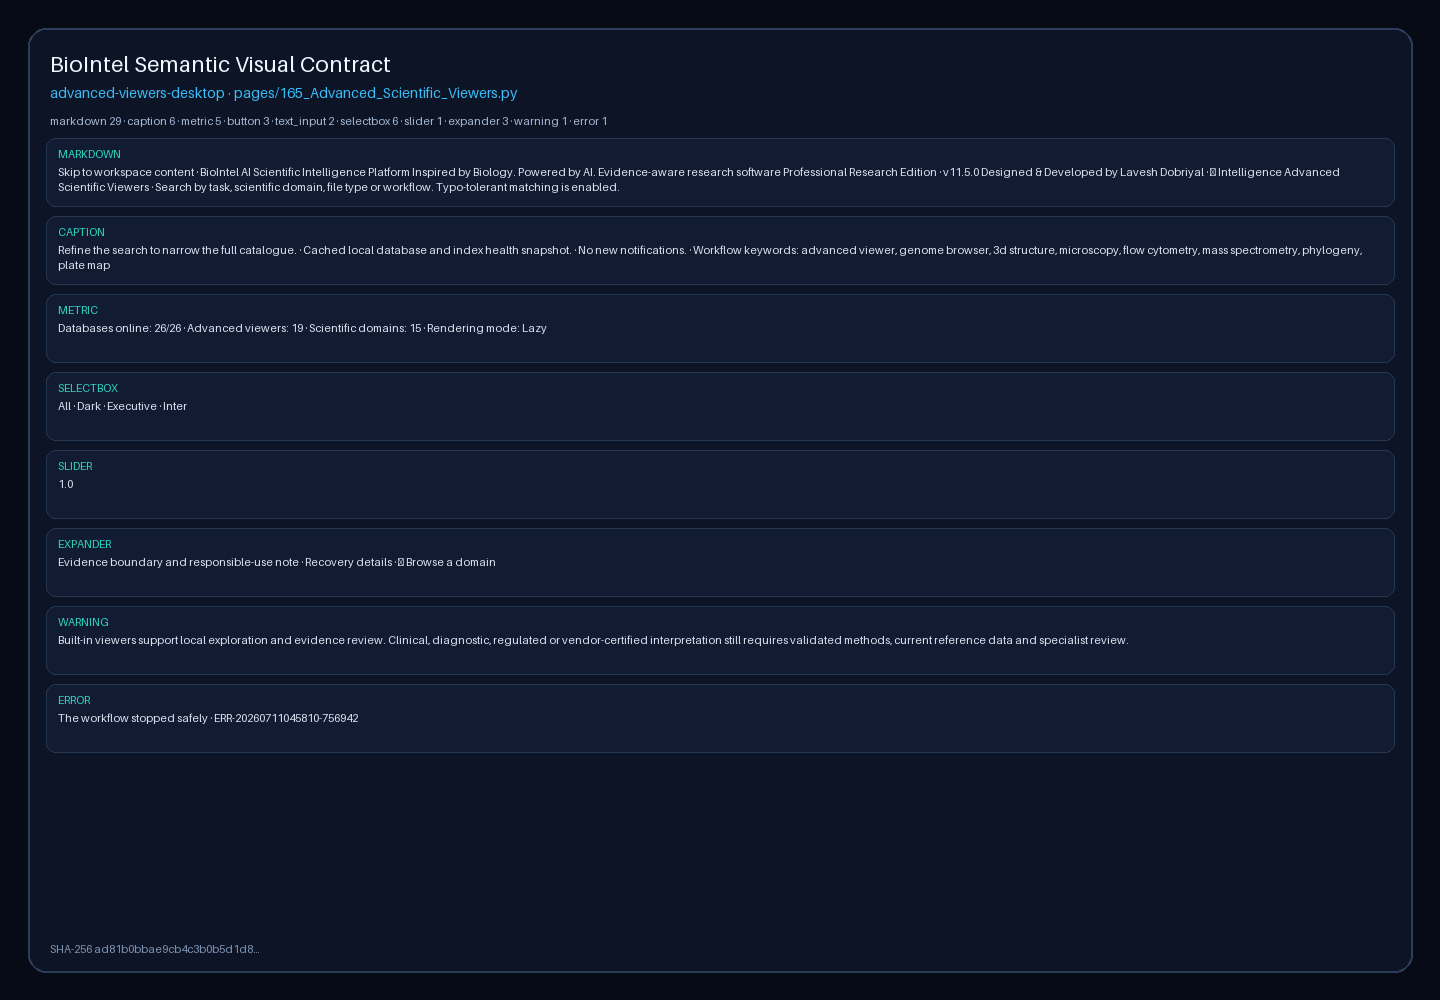 BioIntel Semantic Visual Contract
advanced-viewers-desktop · pages/165_Advanced_Scientific_Viewers.py
markdown 29 · caption 6 · metric 5 · button 3 · text_input 2 · selectbox 6 · slider 1 · expander 3 · warning 1 · error 1
MARKDOWN
Skip to workspace content · BioIntel AI Scientific Intelligence Platform Inspired by Biology. Powered by AI. Evidence-aware research software Professional Research Edition · v11.5.0 Designed & Developed by Lavesh Dobriyal · Intelligence Advanced
Scientific Viewers · Search by task, scientific domain, file type or workflow. Typo-tolerant matching is enabled.
CAPTION
Refine the search to narrow the full catalogue. · Cached local database and index health snapshot. · No new notifications. · Workflow keywords: advanced viewer, genome browser, 3d structure, microscopy, flow cytometry, mass spectrometry, phylogeny,
plate map
METRIC
Databases online: 26/26 · Advanced viewers: 19 · Scientific domains: 15 · Rendering mode: Lazy
SELECTBOX
All · Dark · Executive · Inter
SLIDER
1.0
EXPANDER
Evidence boundary and responsible-use note · Recovery details · Browse a domain
WARNING
Built-in viewers support local exploration and evidence review. Clinical, diagnostic, regulated or vendor-certified interpretation still requires validated methods, current reference data and specialist review.
ERROR
The workflow stopped safely · ERR-20260711045810-756942
SHA-256 ad81b0bbae9cb4c3b0b5d1d8…